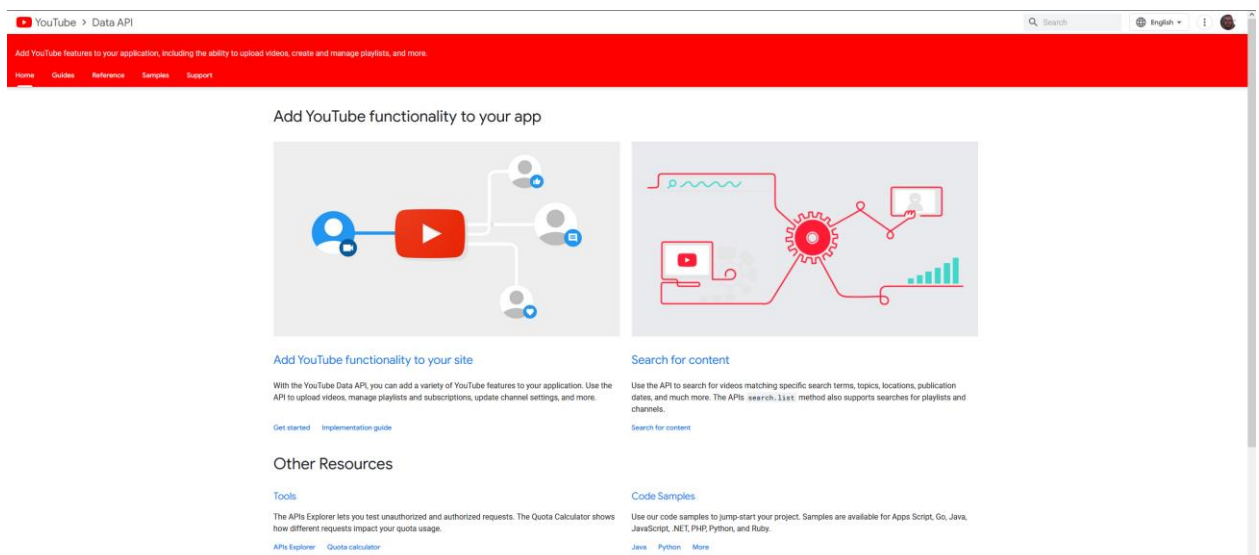 YouTube > Data API
Search
English
Add YouTube features to your application, including the ability to upload videos, create and manage playlists, and more.
Home Guides Reference Samples Support
Add YouTube functionality to your app
Add YouTube functionality to your site
With the YouTube Data API, you can add a variety of YouTube features to your application. Use the
API to upload videos, manage playlists and subscriptions, update channel settings, and more.
Get started Implementation guide
Search for content
Use the API to search for videos matching specific search terms, topics, locations, publication
dates, and much more. The APIs search.list method also supports searches for playlists and
channels.
Search for content
Other Resources
Tools
The APIs Explorer lets you test unauthorized and authorized requests. The Quota Calculator shows
how different requests impact your quota usage.
APIs Explorer Quota calculator
Code Samples
Use our code samples to jump-start your project. Samples are available for Apps Script, Go, Java,
JavaScript, .NET, PHP, Python, and Ruby.
Java Python More